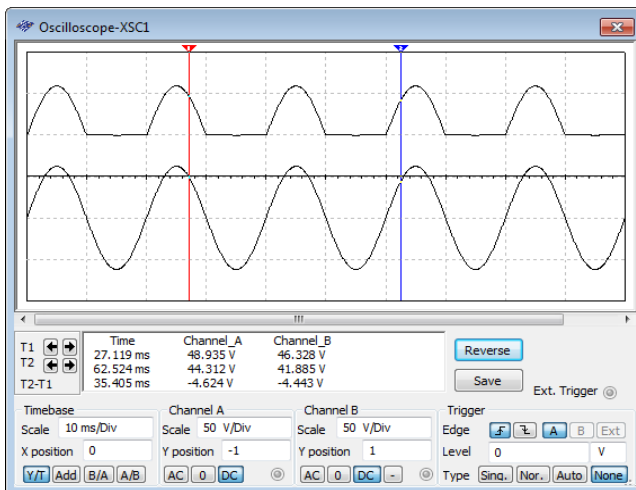 Oscilloscope-XSC1
1 2
T1 Time Channel_A Channel_B
27.119 ms 48.935 V 46.328 V
T2 62.524 ms 44.312 V 41.885 V
T2-T1 35.405 ms -4.624 V -4.443 V
Reverse
Save
Ext. Trigger
Timebase Channel A Channel B Trigger
Scale 10 ms/Div Scale 50 V/Div Scale 50 V/Div Edge A B Ext
X position 0 Y position -1 Y position 1 Level 0 V
Y/T Add B/A A/B AC 0 DC AC 0 DC - Type Sing. Nor. Auto None